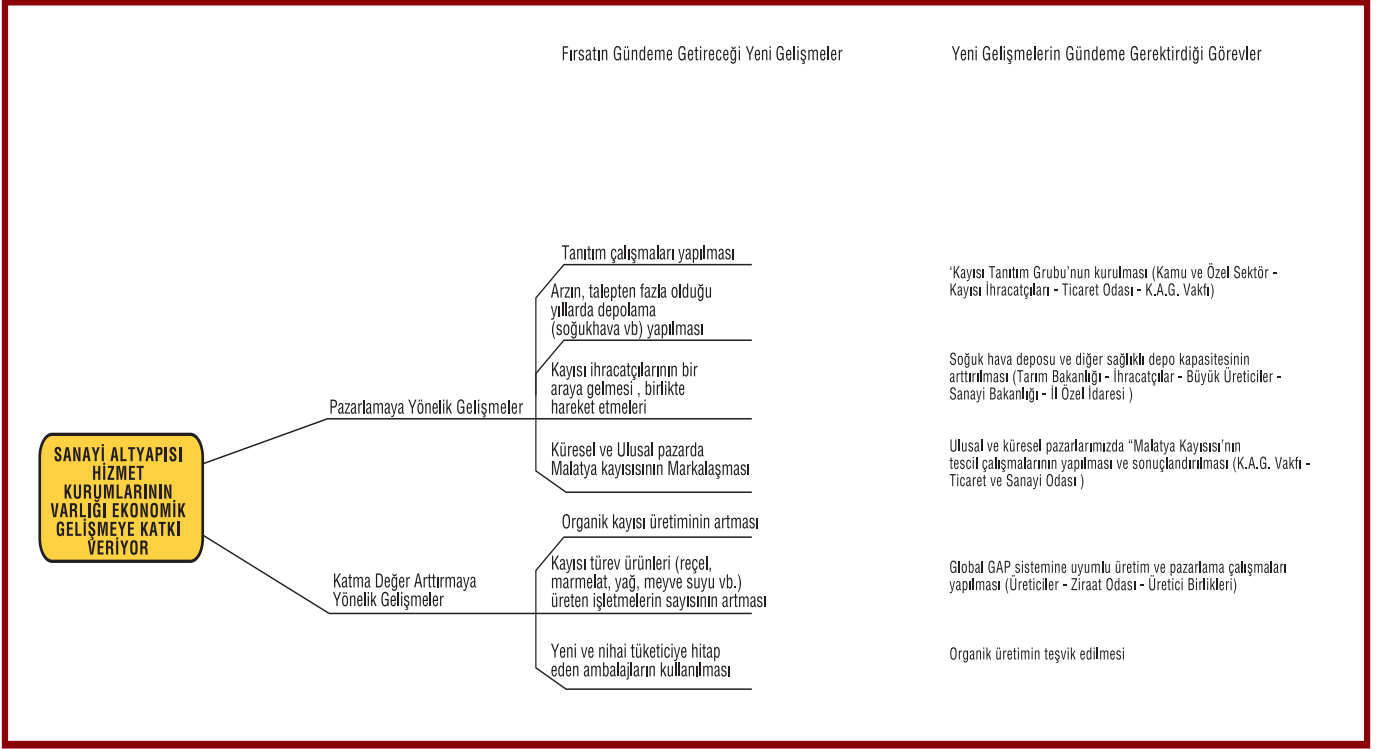 Fırsatın Gündeme Getireceği Yeni Gelişmeler
Yeni Gelişmelerin Gündeme Gerektirdiği Görevler
SANAYİ ALTYAPISI
HİZMET
KURUMLARININ
VARLIĞI EKONOMİK
GELİŞMEYE KATKI
VERİYOR
Pazarlamaya Yönelik Gelişmeler
Tanıtım çalışmaları yapılması
Arzın, talepten fazla olduğu
yıllarda depolama
(soğukhava vb) yapılması
Kayısı ihracatçılarının bir
araya gelmesi , birlikte
hareket etmeleri
Küresel ve Ulusal pazarda
Malatya kayısısının Markalaşması
Katma Değer Arttırmaya
Yönelik Gelişmeler
Organik kayısı üretiminin artması
Kayısı türev ürünleri (reçel,
marmelat, yağ, meyve suyu vb.)
üreten işletmelerin sayısının artması
Yeni ve nihai tüketiciye hitap
eden ambalajların kullanılması
'Kayısı Tanıtım Grubu'nun kurulması (Kamu ve Özel Sektör -
Kayısı İhracatçıları - Ticaret Odası - K.A.G. Vakfı)
Soğuk hava deposu ve diğer sağlıklı depo kapasitesinin
arttırılması (Tarım Bakanlığı - İhracatçılar - Büyük Üreticiler -
Sanayi Bakanlığı - İl Özel İdaresi )
Ulusal ve küresel pazarlarımızda “Malatya Kayısısı'nın
tescil çalışmalarının yapılması ve sonuçlandırılması (K.A.G. Vakfı -
Ticaret ve Sanayi Odası )
Global GAP sistemine uyumlu üretim ve pazarlama çalışmaları
yapılması (Üreticiler - Ziraat Odası - Üretici Birlikleri)
Organik üretimin teşvik edilmesi